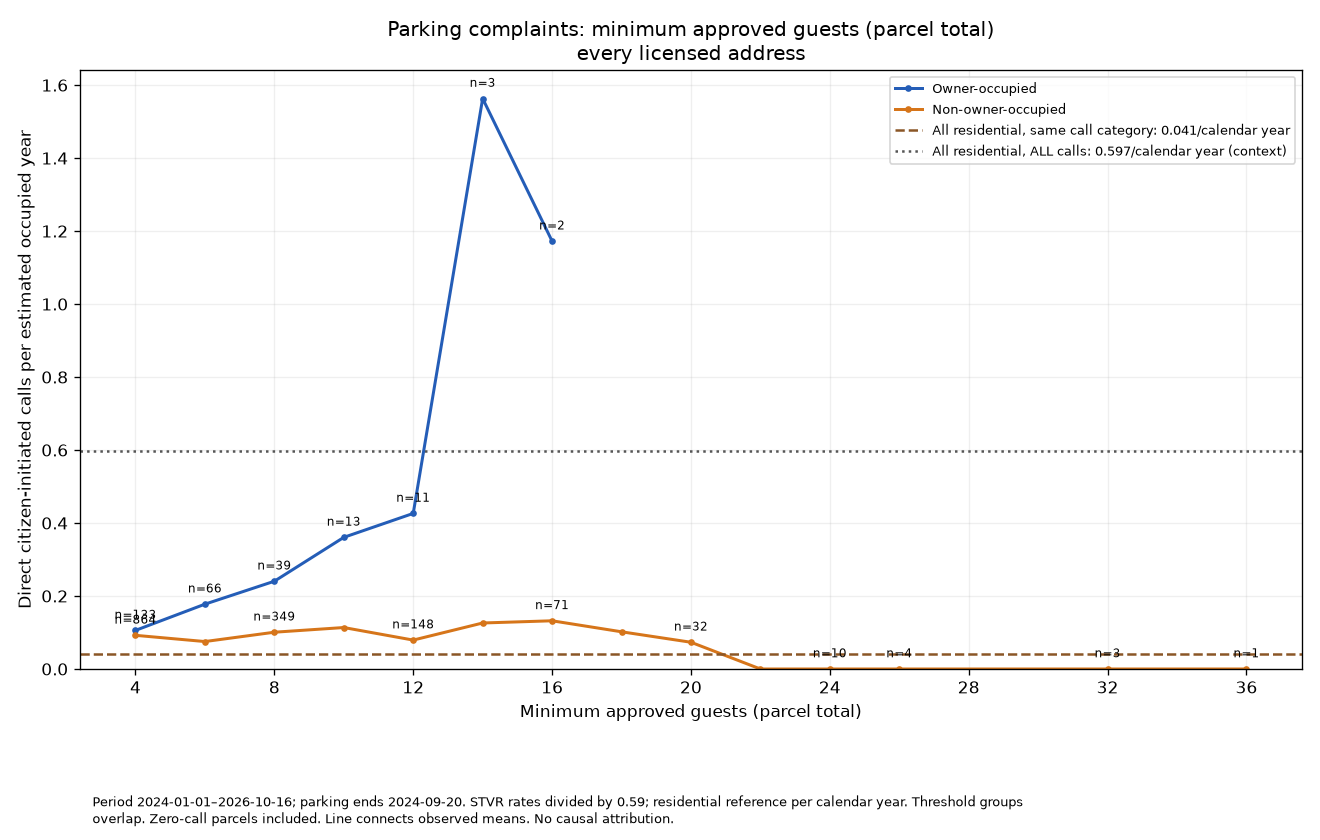 Parking complaints: minimum approved guests (parcel total)
every licensed address
Direct citizen-initiated calls per estimated occupied year
1.6
1.4
1.2
1.0
0.8
0.6
0.4
0.2
0.0
n=3
n=2
n=11
n=13
n=39
n=66
n=133
n=864
n=349
n=148
n=71
n=32
n=10
n=4
n=3
n=1
Owner-occupied
Non-owner-occupied
All residential, same call category: 0.041/calendar year
All residential, ALL calls: 0.597/calendar year (context)
4 8 12 16 20 24 28 32 36
Minimum approved guests (parcel total)
Period 2024-01-01–2026-10-16; parking ends 2024-09-20. STVR rates divided by 0.59; residential reference per calendar year. Threshold groups
overlap. Zero-call parcels included. Line connects observed means. No causal attribution.